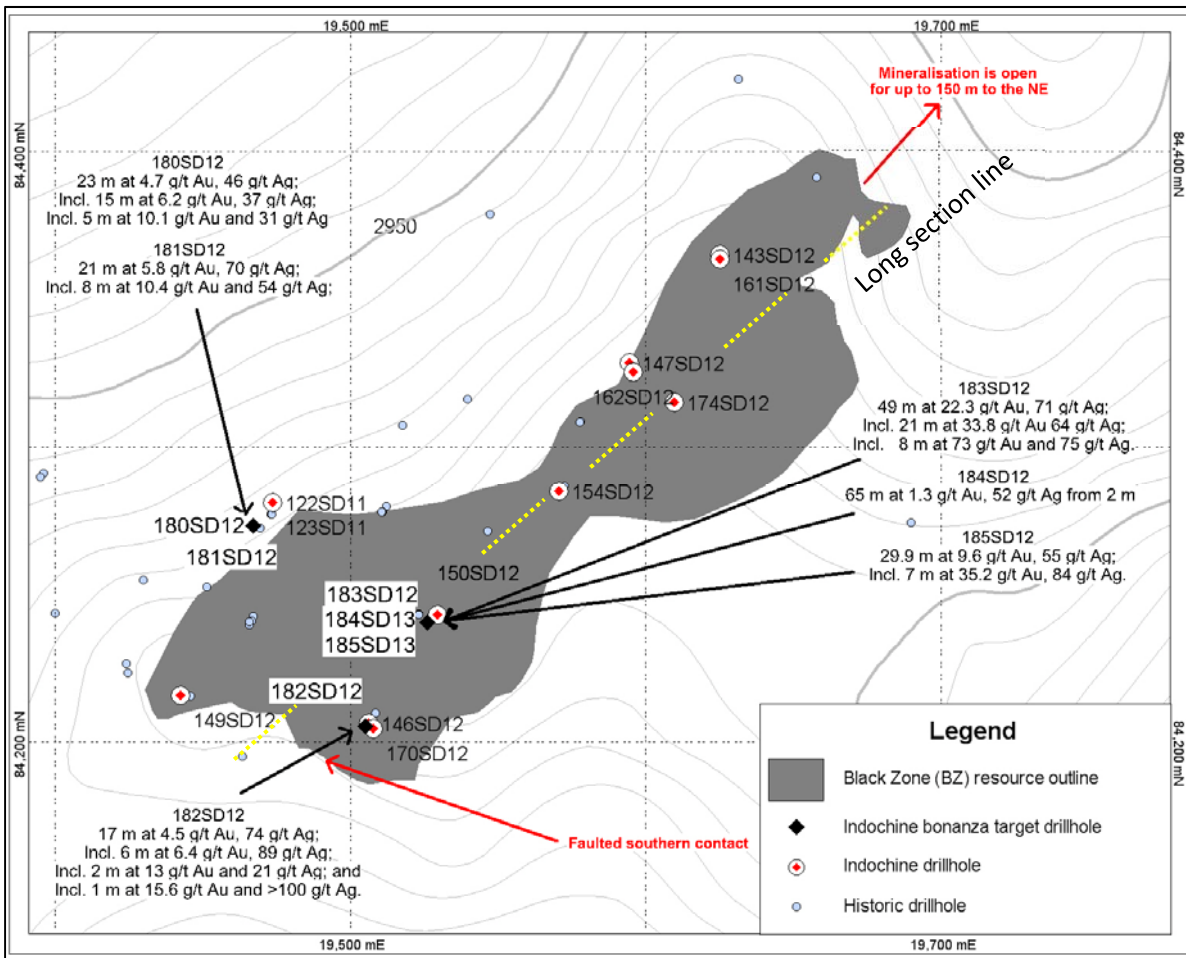 19,500 mE
19,700 mE
Mineralisation is open
for up to 150 m to the NE
84,400 mN
84,400 mN
180SD12
23 m at 4.7 g/t Au, 46 g/t Ag;
Incl. 15 m at 6.2 g/t Au, 37 g/t Ag;
Incl. 5 m at 10.1 g/t Au and 31 g/t Ag
181SD12
21 m at 5.8 g/t Au, 70 g/t Ag;
Incl. 8 m at 10.4 g/t Au and 54 g/t Ag;
2950
Long section line
143SD12
161SD12
147SD12
162SD12
174SD12
183SD12
49 m at 22.3 g/t Au, 71 g/t Ag;
Incl. 21 m at 33.8 g/t Au 64 g/t Ag;
Incl. 8 m at 73 g/t Au and 75 g/t Ag.
184SD12
65 m at 1.3 g/t Au, 52 g/t Ag from 2 m
185SD12
29.9 m at 9.6 g/t Au, 55 g/t Ag;
Incl. 7 m at 35.2 g/t Au, 84 g/t Ag.
154SD12
122SD11
180SD12
123SD11
181SD12
150SD12
183SD12
184SD13
185SD13
182SD12
149SD12
146SD12
170SD12
84,200 mN
84,200 mN
182SD12
17 m at 4.5 g/t Au, 74 g/t Ag;
Incl. 6 m at 6.4 g/t Au, 89 g/t Ag;
Incl. 2 m at 13 g/t Au and 21 g/t Ag; and
Incl. 1 m at 15.6 g/t Au and >100 g/t Ag.
Faulted southern contact
Legend
Black Zone (BZ) resource outline
Indochine bonanza target drillhole
Indochine drillhole
Historic drillhole
19,500 mE
19,700 mE